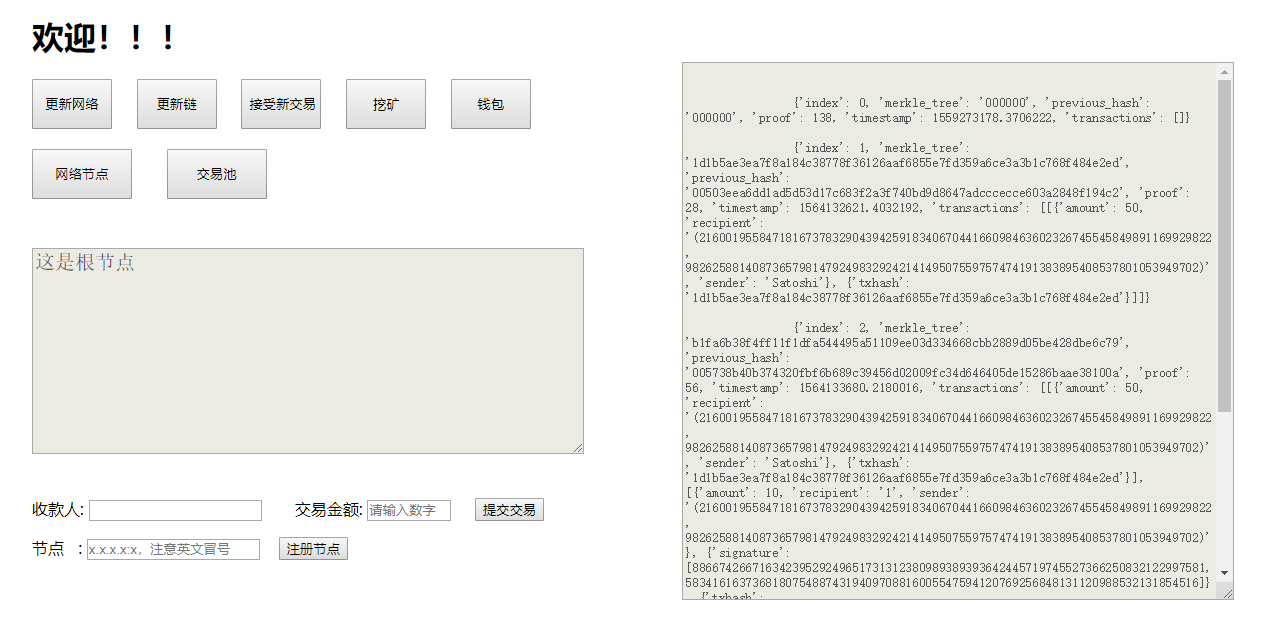 欢迎！！！
更新网络 更新链 接受新交易 挖矿 钱包
网络节点 交易池
这是根节点
收款人: 交易金额: 请输入数字 提交交易
节点 : x.x.x.x:x，注意英文冒号 注册节点
{'index': 0, 'merkle_tree': '000000', 'previous_hash':
'000000', 'proof': 138, 'timestamp': 1559273178.3706222, 'transactions': []}
{'index': 1, 'merkle_tree':
'1d1b5ae3ea7f8a184c38778f36126aaf6855e7fd359a6ce3a3b1c768f484e2ed',
'previous_hash':
'00503eea6dd1ad5d53d17c683f2a3f740bd9d8647adcccecce603a2848f194c2', 'proof':
28, 'timestamp': 1564132621.4032192, 'transactions': [[{'amount': 50,
'recipient':
'(21600195584718167378329043942591834067044166098463602326745545849891169929822
,
98262588140873657981479249832924214149507559757474191383895408537801053949702)'
, 'sender': 'Satoshi'}, {'txhash':
'1d1b5ae3ea7f8a184c38778f36126aaf6855e7fd359a6ce3a3b1c768f484e2ed'}]]}
{'index': 2, 'merkle_tree':
'b1fa6b38f4ff11f1dfa544495a51109ee03d334668cbb2889d05be428dbe6c79',
'previous_hash':
'005738b40b374320fbf6b689c39456d02009fc34d646405de15286baae38100a', 'proof':
56, 'timestamp': 1564133680.2180016, 'transactions': [[{'amount': 50,
'recipient':
'(21600195584718167378329043942591834067044166098463602326745545849891169929822
,
98262588140873657981479249832924214149507559757474191383895408537801053949702)'
, 'sender': 'Satoshi'}, {'txhash':
'1d1b5ae3ea7f8a184c38778f36126aaf6855e7fd359a6ce3a3b1c768f484e2ed'}],
[{'amount': 10, 'recipient': '1', 'sender':
'(21600195584718167378329043942591834067044166098463602326745545849891169929822
,
98262588140873657981479249832924214149507559757474191383895408537801053949702)'
}, {'signature':
[88667426671634239529249651731312380989389393642445719745527366250832122997581,
58341616373681807548874319409708816005547594120769256848131120988532131854516]}
, {'txhash':